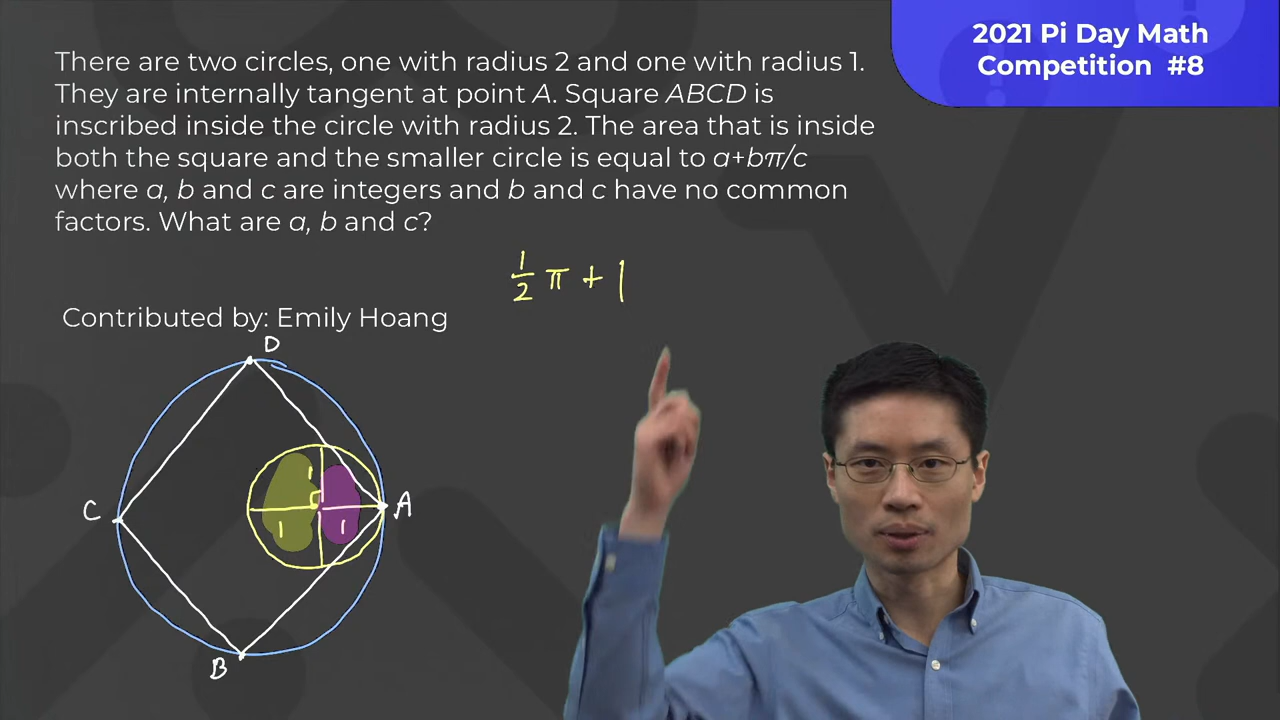 2021 Pi Day Math
Competition #8
There are two circles, one with radius 2 and one with radius 1.
They are internally tangent at point A. Square ABCD is
inscribed inside the circle with radius 2. The area that is inside
both the square and the smaller circle is equal to a+bπ/c
where a, b and c are integers and b and c have no common
factors. What are a, b and c?
1/2 π + 1
Contributed by: Emily Hoang
D
1
C
A
1
1
B